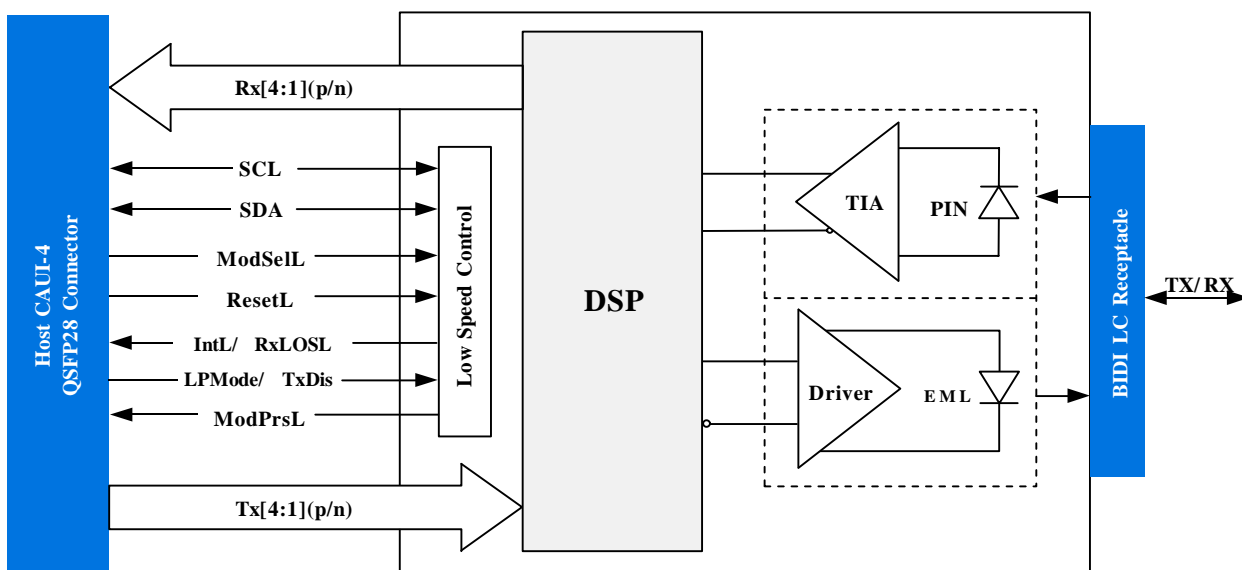 Host CAUI-4
QSFP28 Connector
Rx[4:1](p/n)
SCL
SDA
ModSelL
ResetL
IntL/ RxLOSL
LPMode/ TxDis
ModPrsL
Tx[4:1](p/n)
Low Speed Control
DSP
TIA
PIN
Driver
EML
BIDI LC Receptacle
TX/ RX